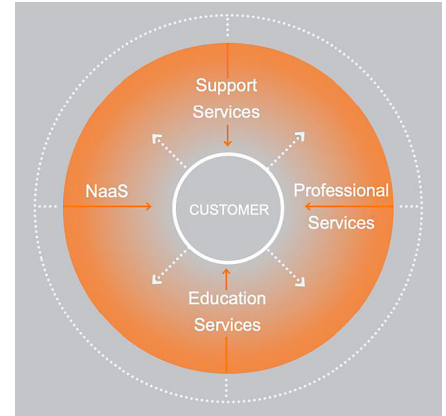 Support
Services
NaaS
Professional
Services
CUSTOMER
Education
Services